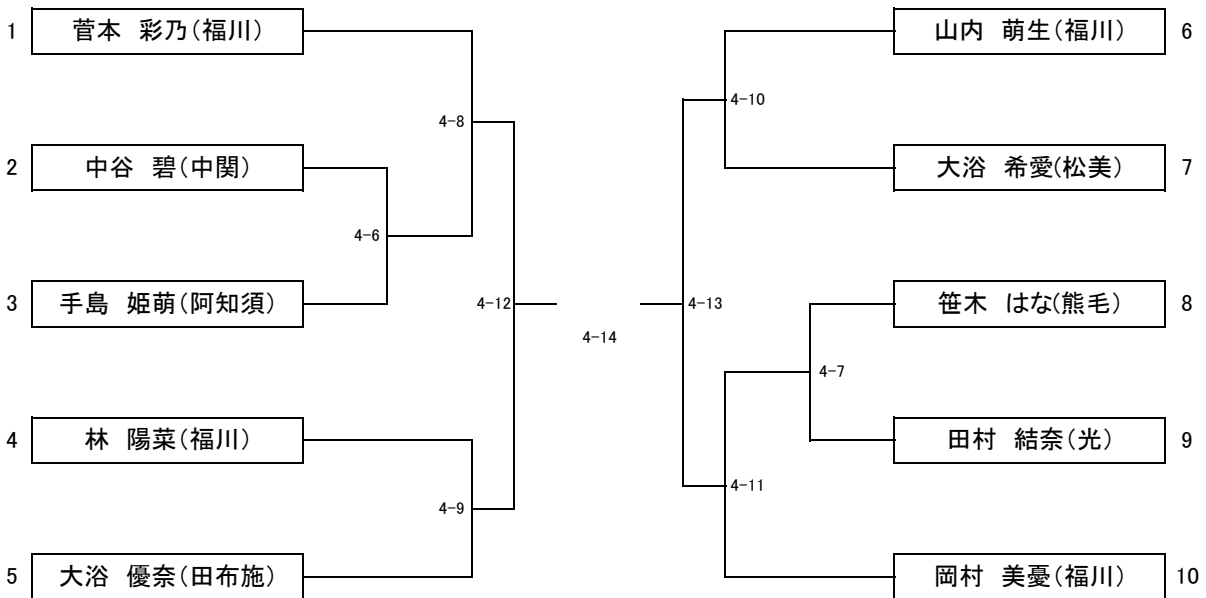 1 菅本 彩乃(福川) 山内 萌生(福川) 6
4-10
4-8
2 中谷 碧(中関) 大浴 希愛(松美) 7
4-6
3 手島 姫萌(阿知須) 4-12 4-13 笹木 はな(熊毛) 8
4-14
4-7
4 林 陽菜(福川) 田村 結奈(光) 9
4-11
4-9
5 大浴 優奈(田布施) 岡村 美憂(福川) 10